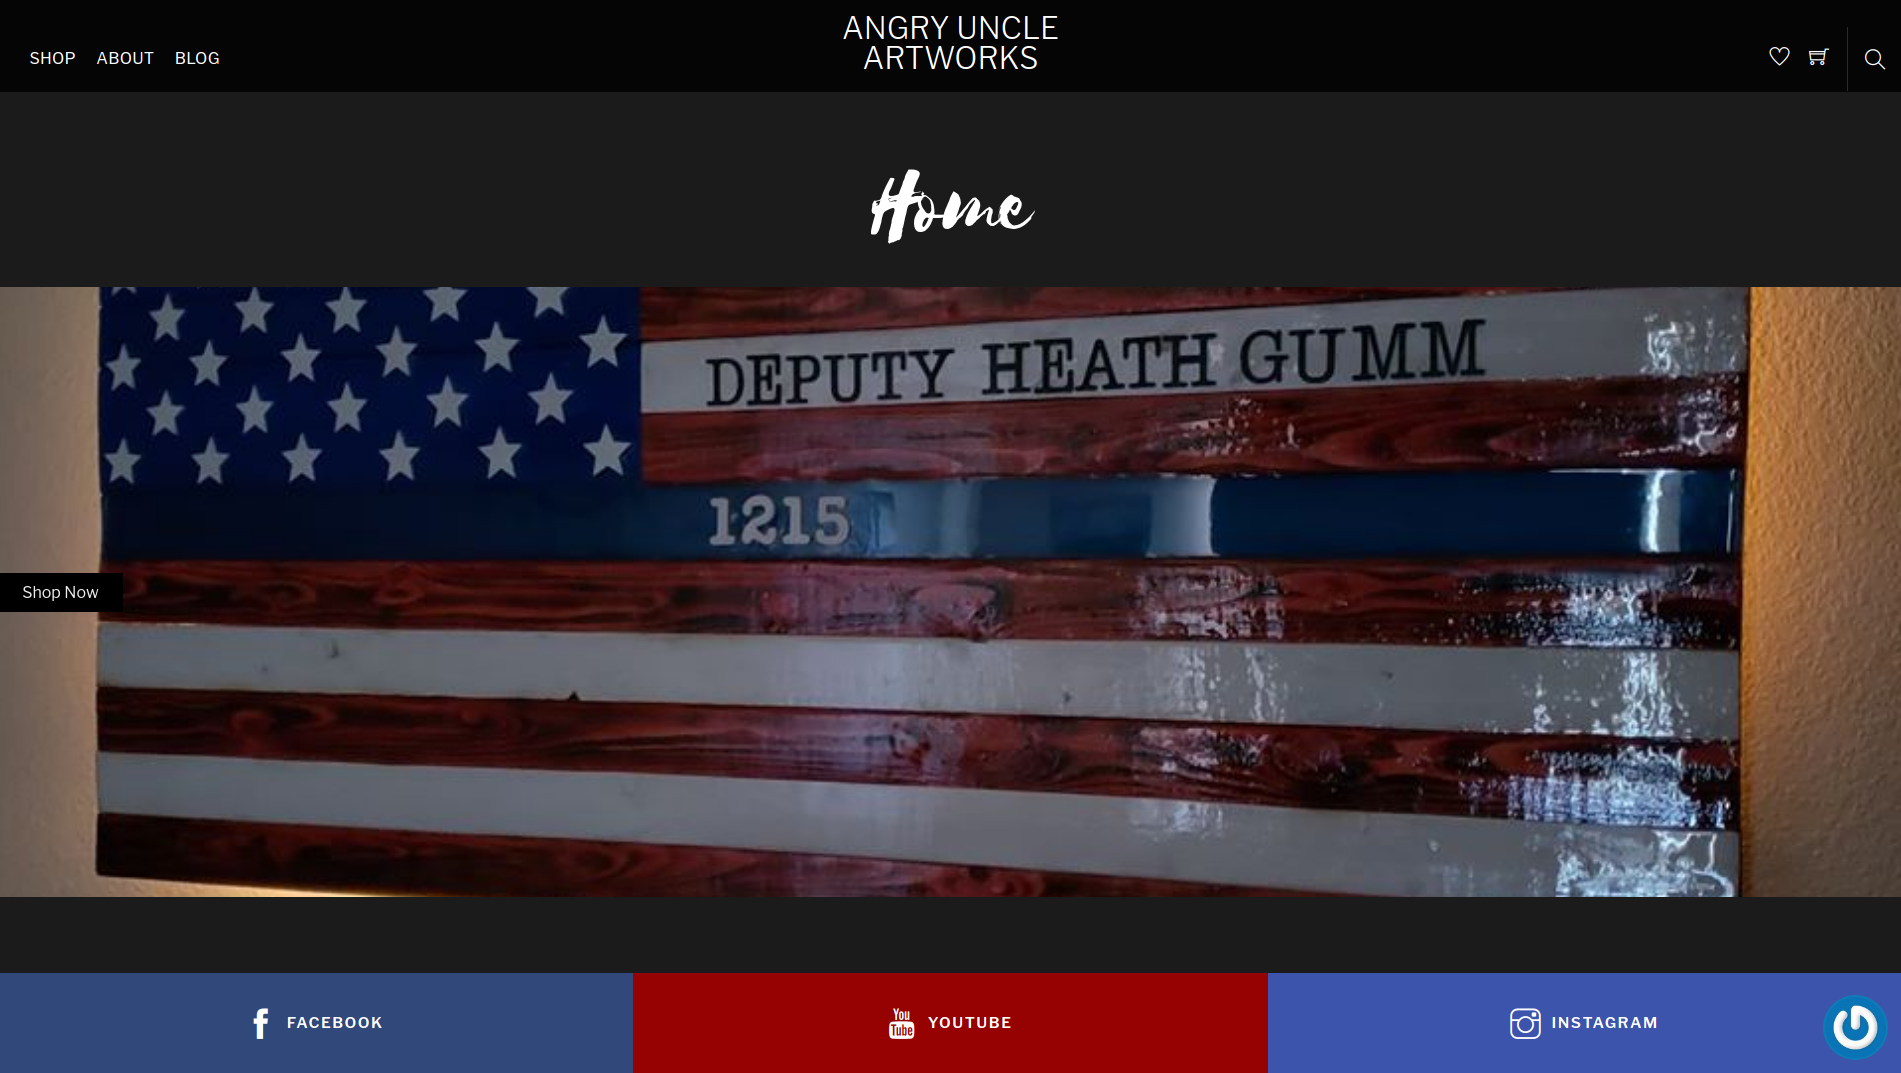 SHOP ABOUT BLOG
ANGRY UNCLE
ARTWORKS
Home
DEPUTY HEATH GUMM
1215
Shop Now
FACEBOOK
You
Tube
YOUTUBE
INSTAGRAM